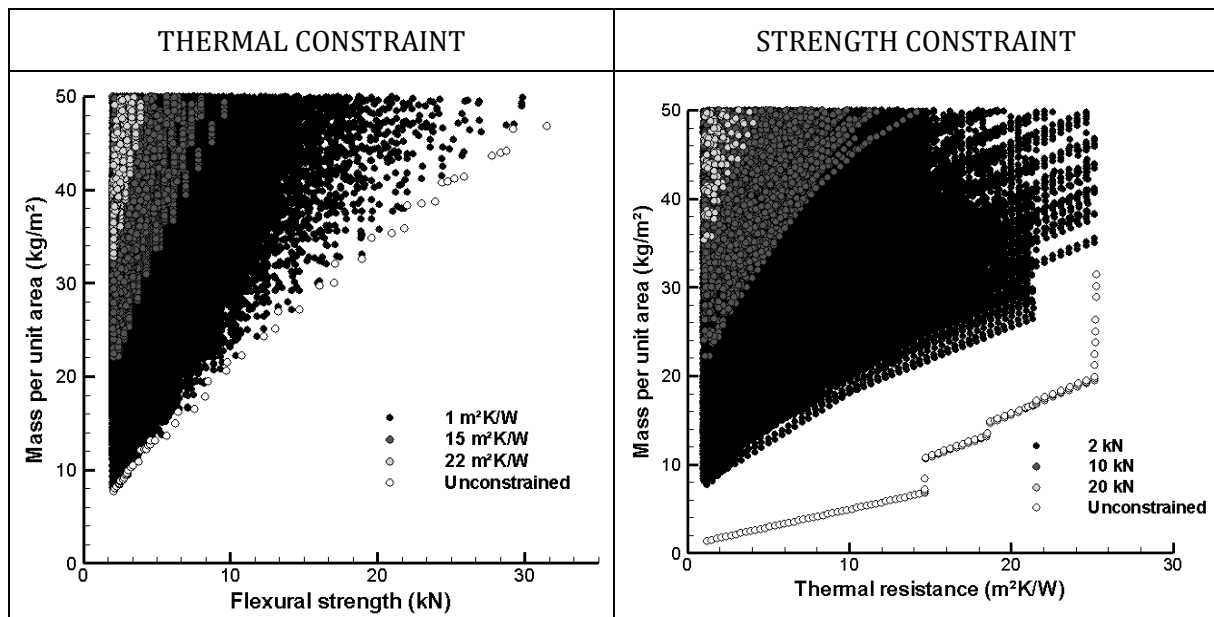 THERMAL CONSTRAINT
STRENGTH CONSTRAINT
Mass per unit area (kg/m²)
50
40
30
20
10
0
0 10 20 30
Flexural strength (kN)
1 m²K/W
15 m²K/W
22 m²K/W
Unconstrained
Mass per unit area (kg/m²)
50
40
30
20
10
0
0 10 20 30
Thermal resistance (m²K/W)
2 kN
10 kN
20 kN
Unconstrained